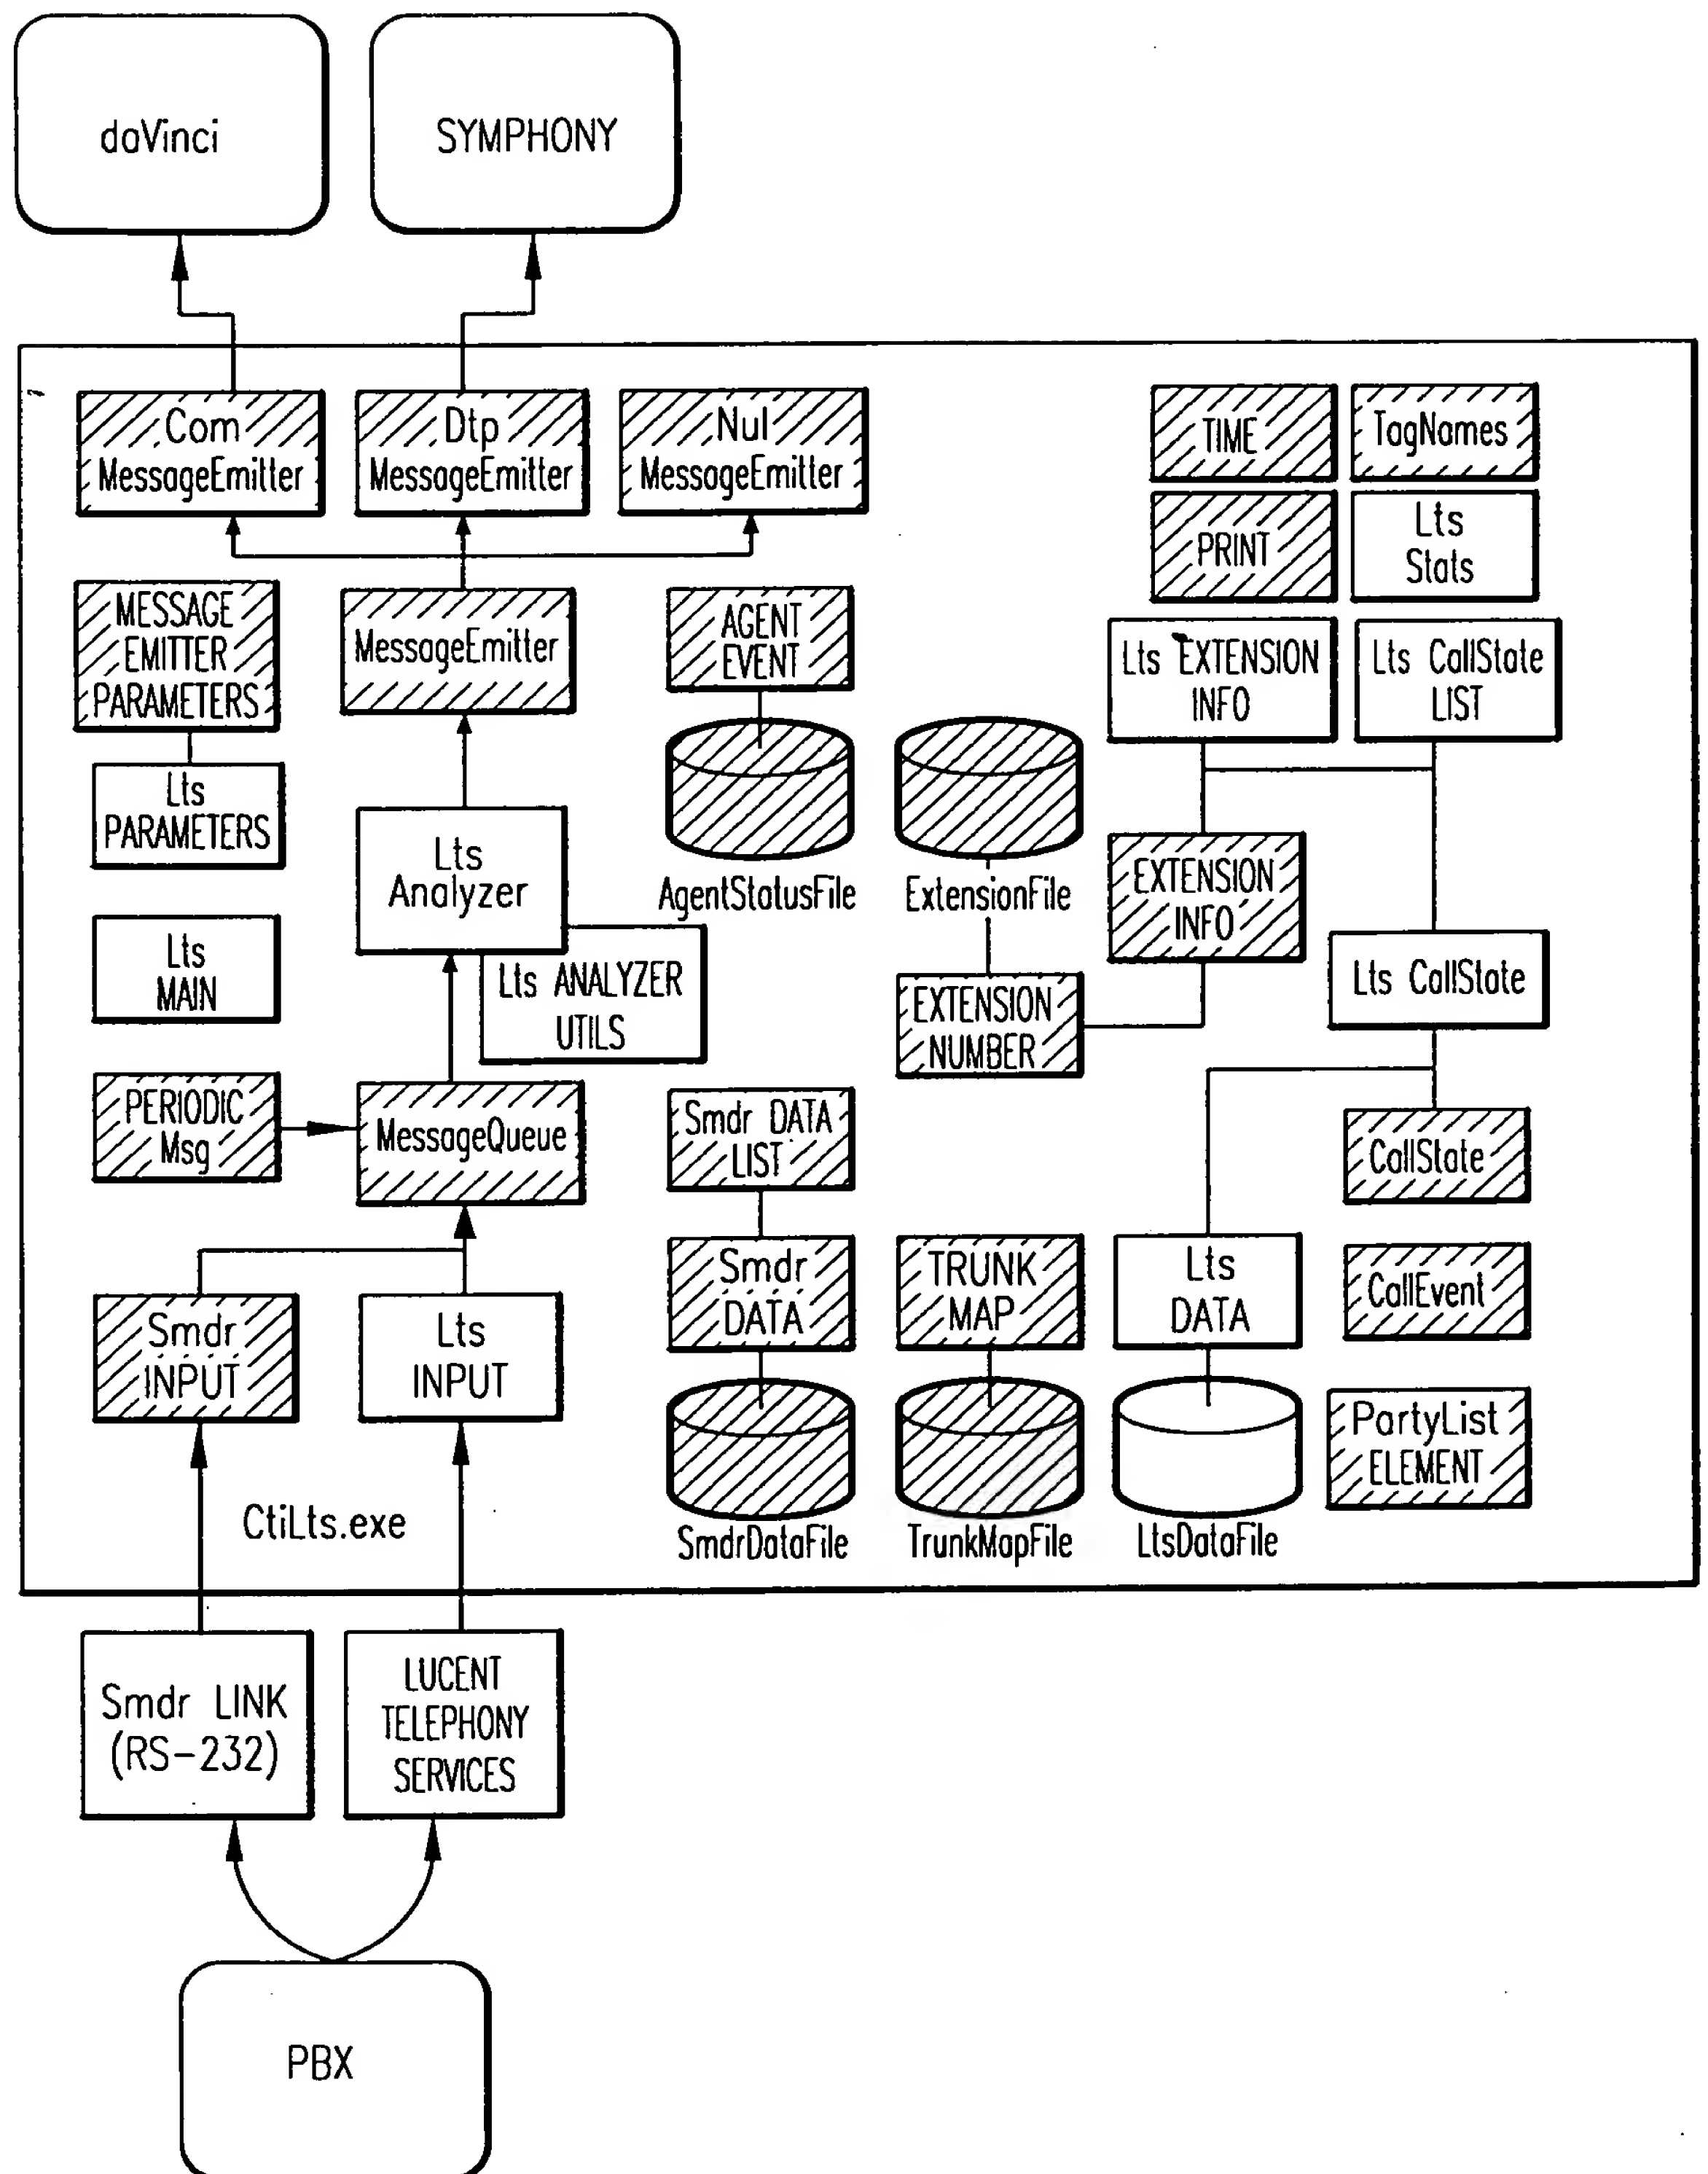 daVinci
SYMPHONY
Com
MessageEmitter
Dtp
MessageEmitter
Nul
MessageEmitter
TIME
TagNames
PRINT
Lts
Stats
MESSAGE
EMITTER
PARAMETERS
MessageEmitter
AGENT
EVENT
Lts EXTENSION
INFO
Lts CallState
LIST
Lts
PARAMETERS
Lts
Analyzer
AgentStatusFile
ExtensionFile
EXTENSION
INFO
Lts
MAIN
Lts ANALYZER
UTILS
EXTENSION
NUMBER
Lts CallState
PERIODIC
Msg
MessageQueue
Smdr DATA
LIST
CallState
Smdr
INPUT
Lts
INPUT
Smdr
DATA
TRUNK
MAP
Lts
DATA
CallEvent
PartyList
ELEMENT
CtiLts.exe
SmdrDataFile
TrunkMapFile
LtsDataFile
Smdr LINK
(RS-232)
LUCENT
TELEPHONY
SERVICES
PBX